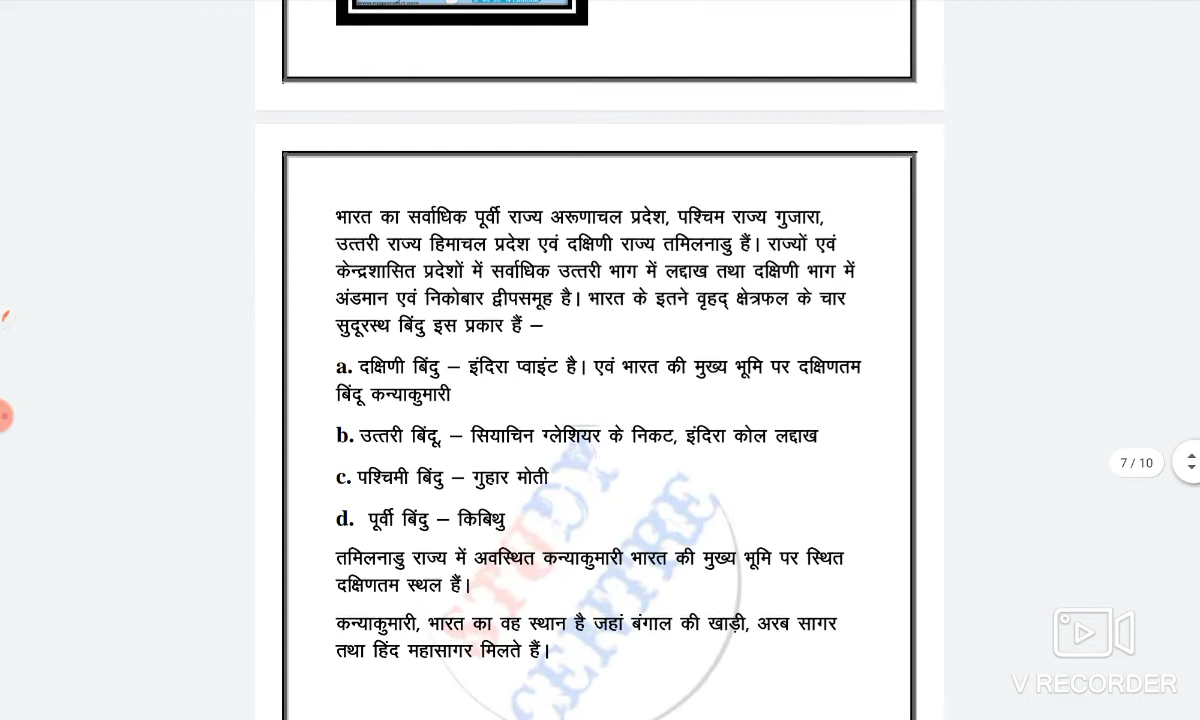 भारत का सर्वाधिक पूर्वी राज्य अरूणाचल प्रदेश, पश्चिम राज्य गुजारा,
उत्तरी राज्य हिमाचल प्रदेश एवं दक्षिणी राज्य तमिलनाडु हैं। राज्यों एवं
केन्द्रशासित प्रदेशों में सर्वाधिक उत्तरी भाग में लद्दाख तथा दक्षिणी भाग में
अंडमान एवं निकोबार द्वीपसमूह है। भारत के इतने वृहद् क्षेत्रफल के चार
सुदूरस्थ बिंदु इस प्रकार हैं –
a. दक्षिणी बिंदु – इंदिरा प्वाइंट है। एवं भारत की मुख्य भूमि पर दक्षिणतम
बिंदू कन्याकुमारी
b. उत्तरी बिंदू, – सियाचिन ग्लेशियर के निकट, इंदिरा कोल लद्दाख
c. पश्चिमी बिंदु – गुहार मोती
7 / 10
d. पूर्वी बिंदु – किबिथु
तमिलनाडु राज्य में अवस्थित कन्याकुमारी भारत की मुख्य भूमि पर स्थित
दक्षिणतम स्थल हैं।
कन्याकुमारी, भारत का वह स्थान है जहां बंगाल की खाड़ी, अरब सागर
तथा हिंद महासागर मिलते हैं।
STUDY
CENTRE
V RECORDER